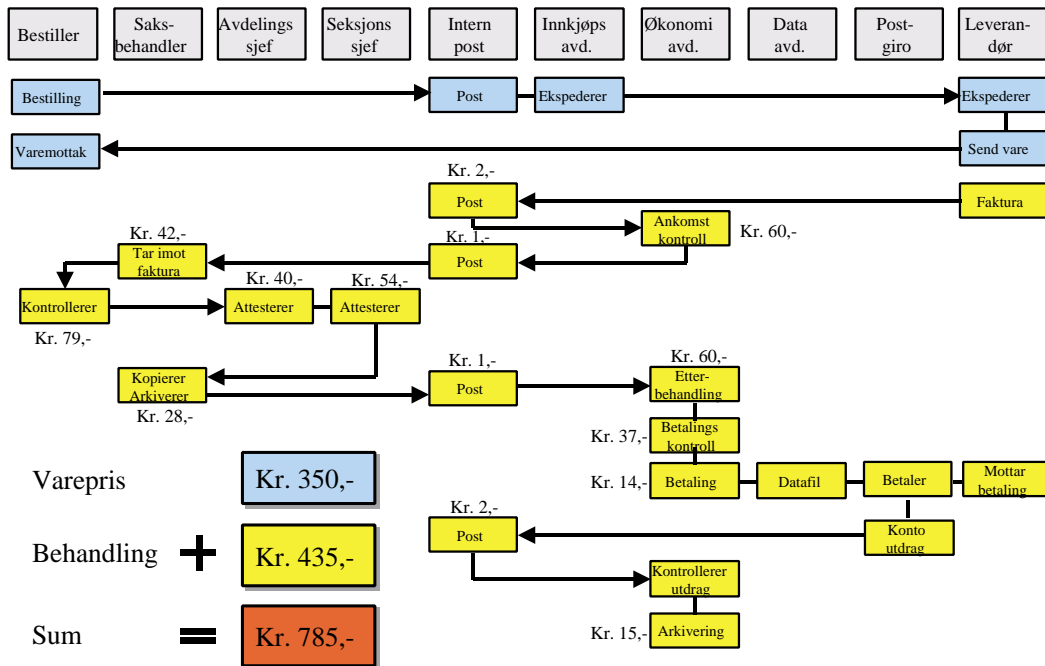 Bestiller
Saks-
behandler
Avdelings
sjef
Seksjons
sjef
Intern
post
Innkjøps
avd.
Økonomi
avd.
Data
avd.
Post-
giro
Leveran-
dør
Bestilling
Post
Ekspederer
Ekspederer
Varemottak
Send vare
Kr. 2,-
Post
Faktura
Ankomst
kontroll
Kr. 60,-
Kr. 42,-
Kr. 1,-
Tar imot
faktura
Post
Kr. 40,-
Kr. 54,-
Kontrollerer
Attesterer
Attesterer
Kr. 79,-
Kr. 1,-
Kr. 60,-
Kopierer
Arkiverer
Post
Etter-
behandling
Kr. 28,-
Kr. 37,-
Betalings
kontroll
Varepris
Kr. 350,-
Kr. 14,-
Betaling
Datafil
Betaler
Mottar
betaling
Kr. 2,-
Post
Konto
utdrag
Behandling
+
Kr. 435,-
Kontrollerer
utdrag
Sum
=
Kr. 785,-
Kr. 15,-
Arkivering